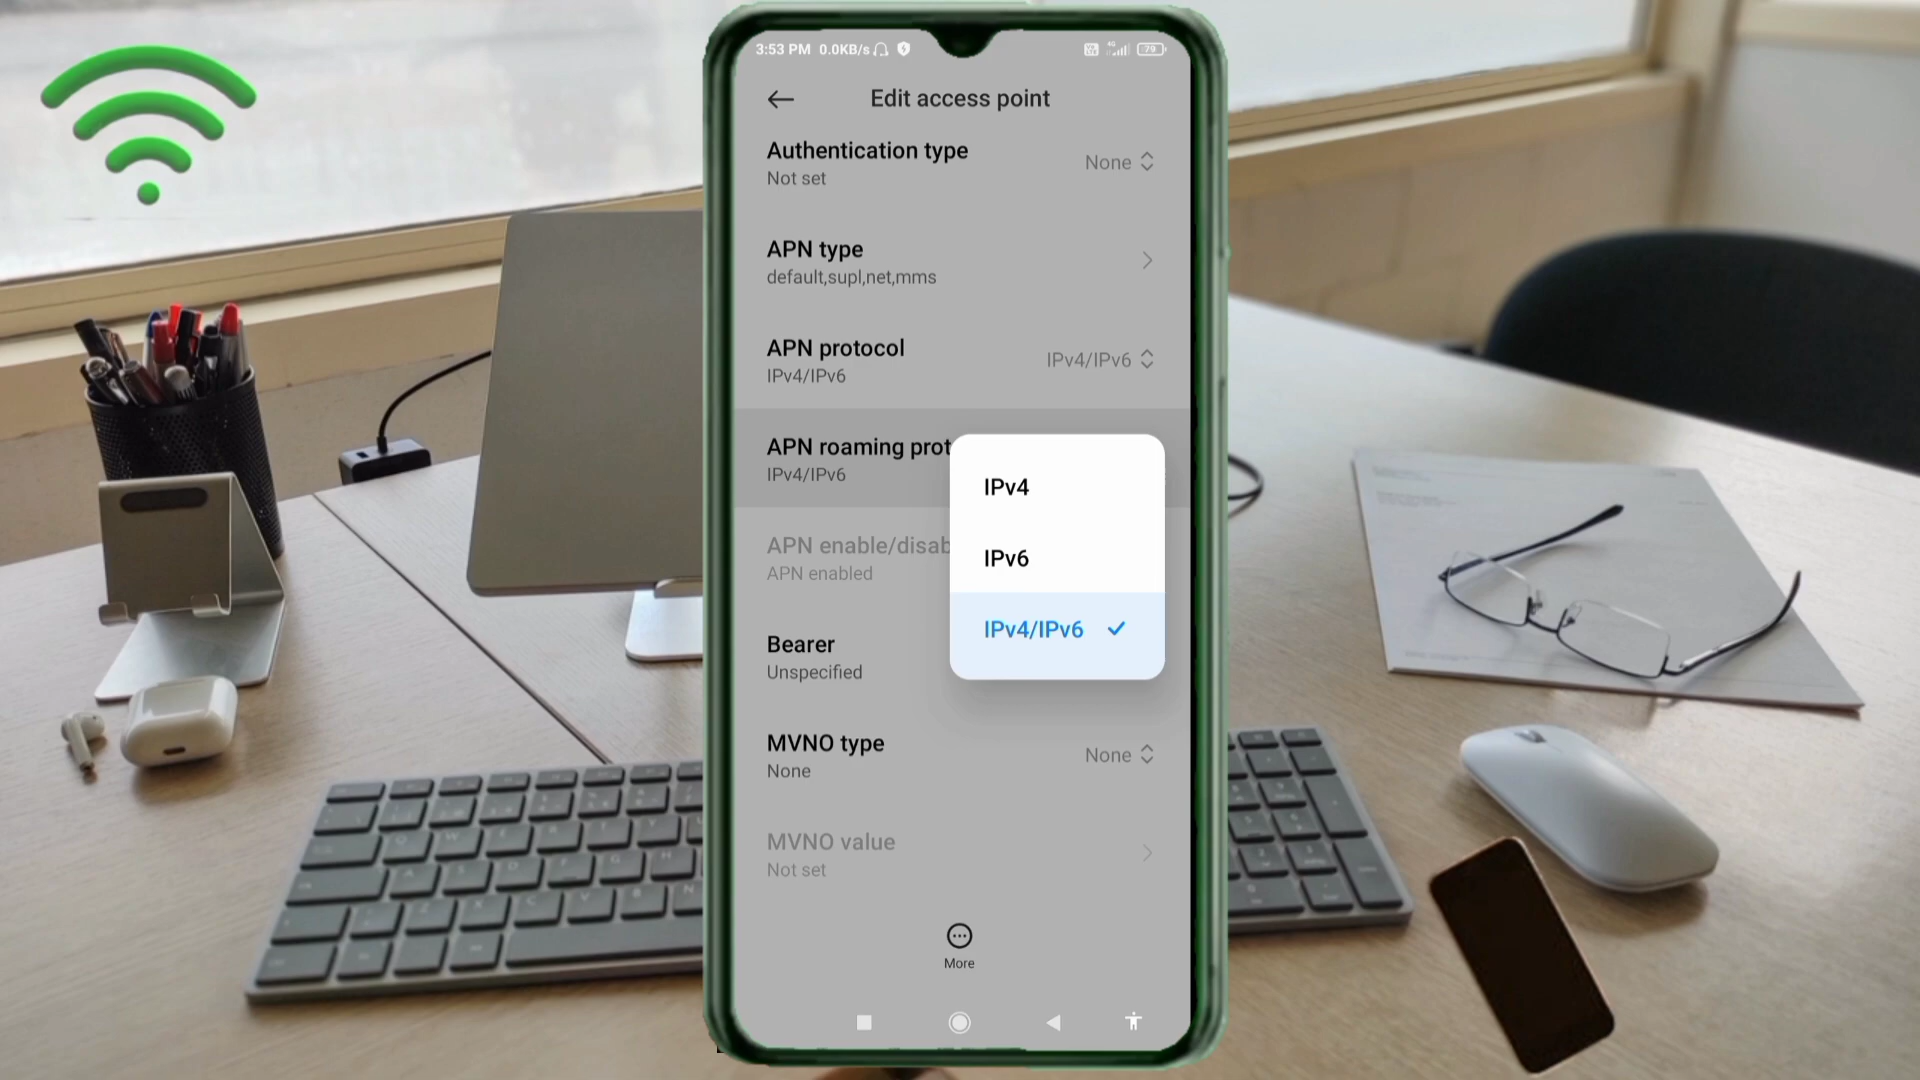 3:53 PM 0.0KB/s
4G
79
Edit access point
Authentication type
Not set
None
APN type
default,supl,net,mms
APN protocol
IPv4/IPv6
IPv4/IPv6
APN roaming prot
IPv4/IPv6
IPv4
IPv6
IPv4/IPv6
APN enable/disab
APN enabled
Bearer
Unspecified
MVNO type
None
None
MVNO value
Not set
More